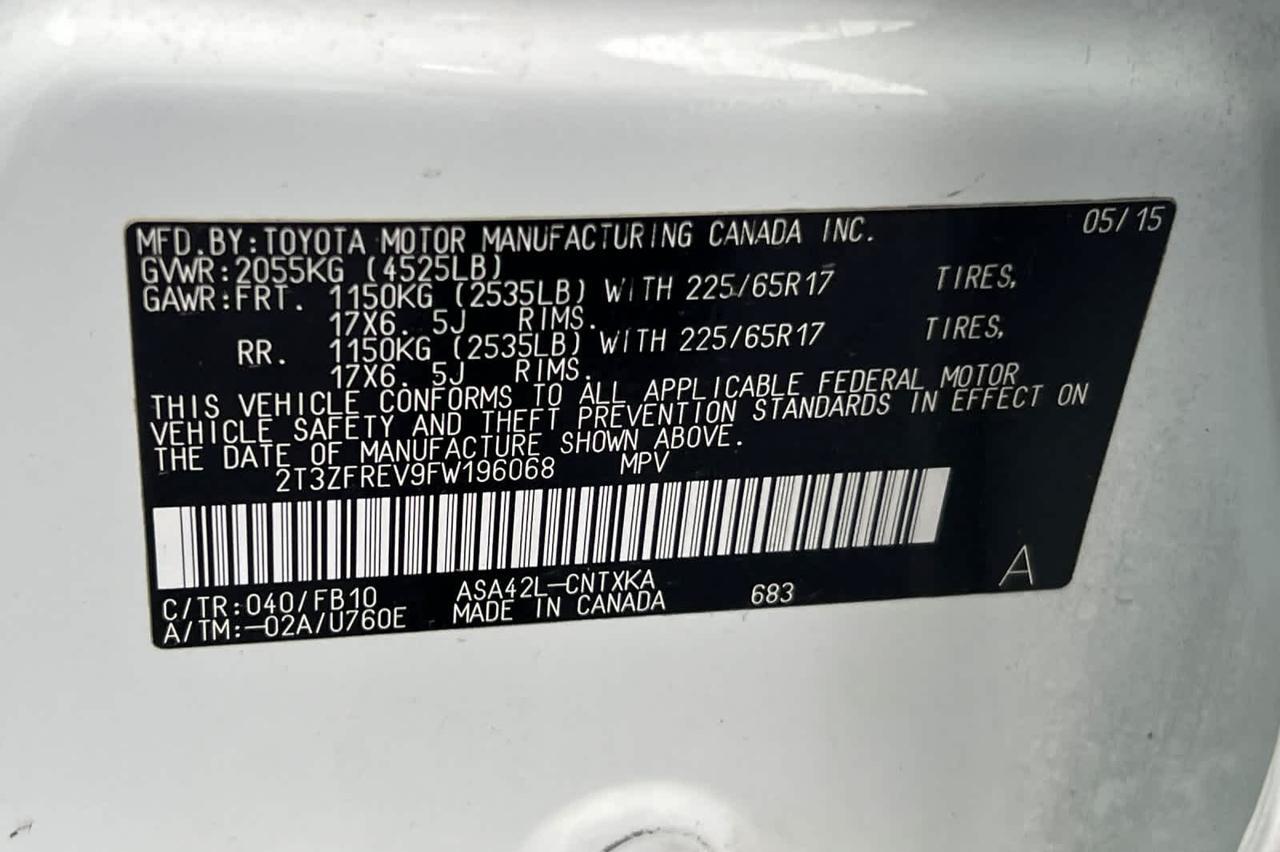 MFD.BY:TOYOTA MOTOR MANUFACTURING CANADA INC. 05/15
GVWR:2055KG (4525LB)
GAWR:FRT. 1150KG (2535LB) WITH 225/65R17 TIRES,
17X6.5J RIMS.
RR. 1150KG (2535LB) WITH 225/65R17 TIRES,
17X6.5J RIMS.
THIS VEHICLE CONFORMS TO ALL APPLICABLE FEDERAL MOTOR
VEHICLE SAFETY AND THEFT PREVENTION STANDARDS IN EFFECT ON
THE DATE OF MANUFACTURE SHOWN ABOVE.
2T3ZFREV9FW196068 MPV
C/TR:040/FB10 ASA42L-CNTXKA 683 A
A/TM:-02A/U760E MADE IN CANADA